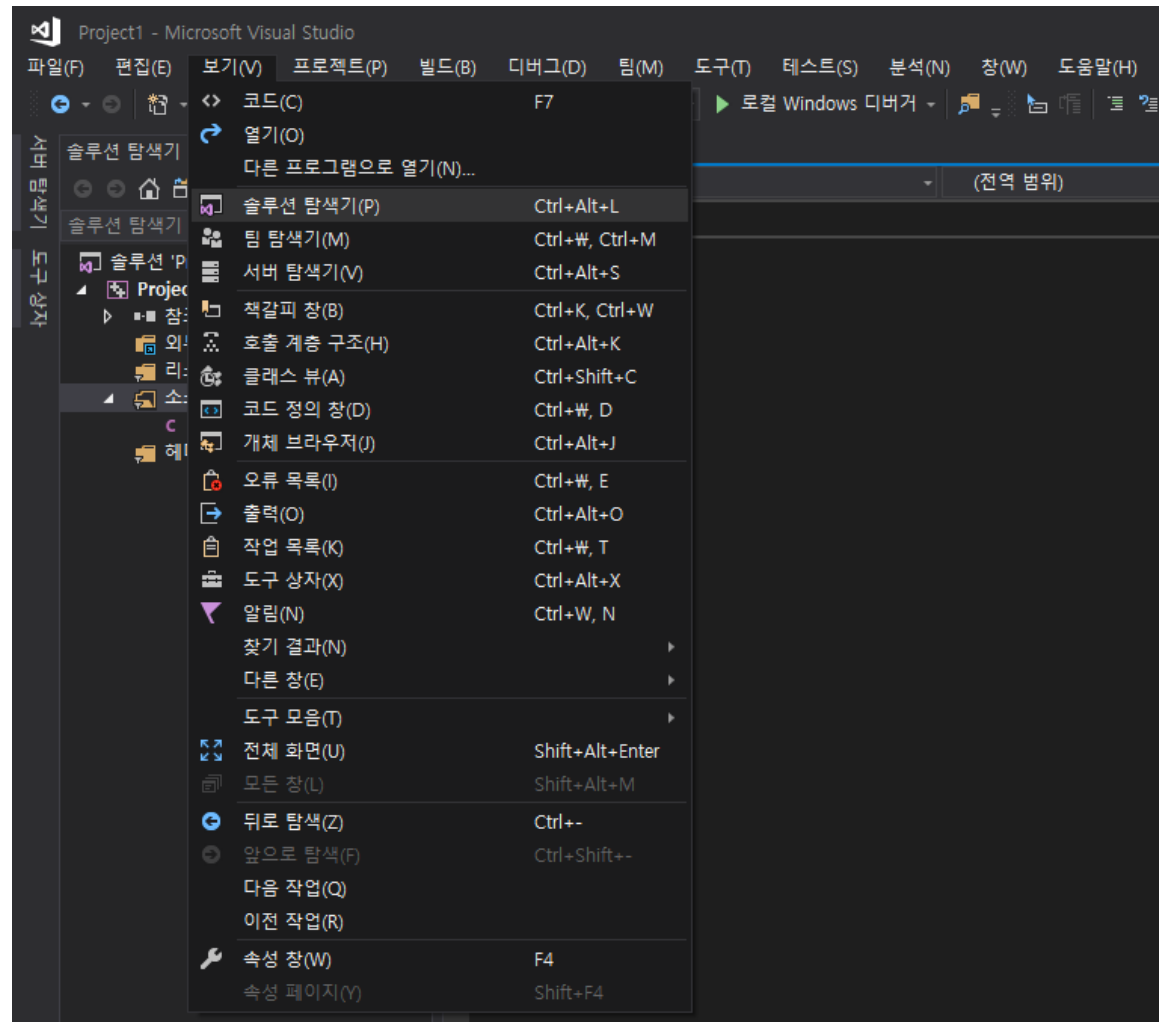 Project1 - Microsoft Visual Studio
파일(F) 편집(E) 보기(V) 프로젝트(P) 빌드(B) 디버그(D) 팀(M) 도구(T) 테스트(S) 분석(N) 창(W) 도움말(H)
로컬 Windows 디버거
서버 탐색기
도구 상자
솔루션 탐색기
(전역 범위)
솔루션 탐색기
솔루션
코드(C) F7
열기(O)
다른 프로그램으로 열기(N)...
솔루션 탐색기(P) Ctrl+Alt+L
팀 탐색기(M) Ctrl+₩, Ctrl+M
서버 탐색기(V) Ctrl+Alt+S
책갈피 창(B) Ctrl+K, Ctrl+W
호출 계층 구조(H) Ctrl+Alt+K
클래스 뷰(A) Ctrl+Shift+C
코드 정의 창(D) Ctrl+₩, D
개체 브라우저(J) Ctrl+Alt+J
오류 목록(I) Ctrl+₩, E
출력(O) Ctrl+Alt+O
작업 목록(K) Ctrl+₩, T
도구 상자(X) Ctrl+Alt+X
알림(N) Ctrl+W, N
찾기 결과(N)
다른 창(E)
도구 모음(T)
전체 화면(U) Shift+Alt+Enter
모든 창(L) Shift+Alt+M
뒤로 탐색(Z) Ctrl+-
앞으로 탐색(F) Ctrl+Shift+-
다음 작업(Q)
이전 작업(R)
속성 창(W) F4
속성 페이지(Y) Shift+F4